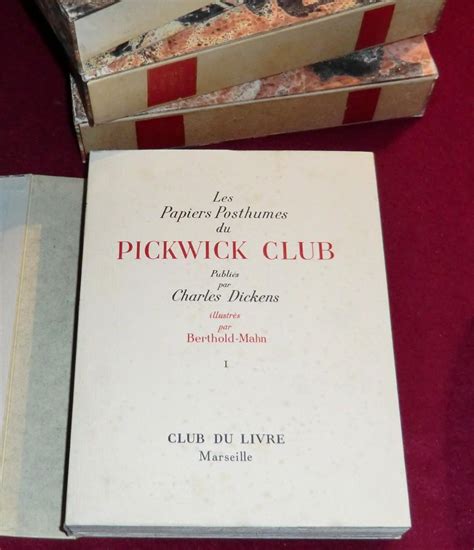 Les
Papiers Posthumes
du
PICKWICK CLUB
Publiés
par
Charles Dickens
illustrés
par
Berthold-Mahn
I
CLUB DU LIVRE
Marseille